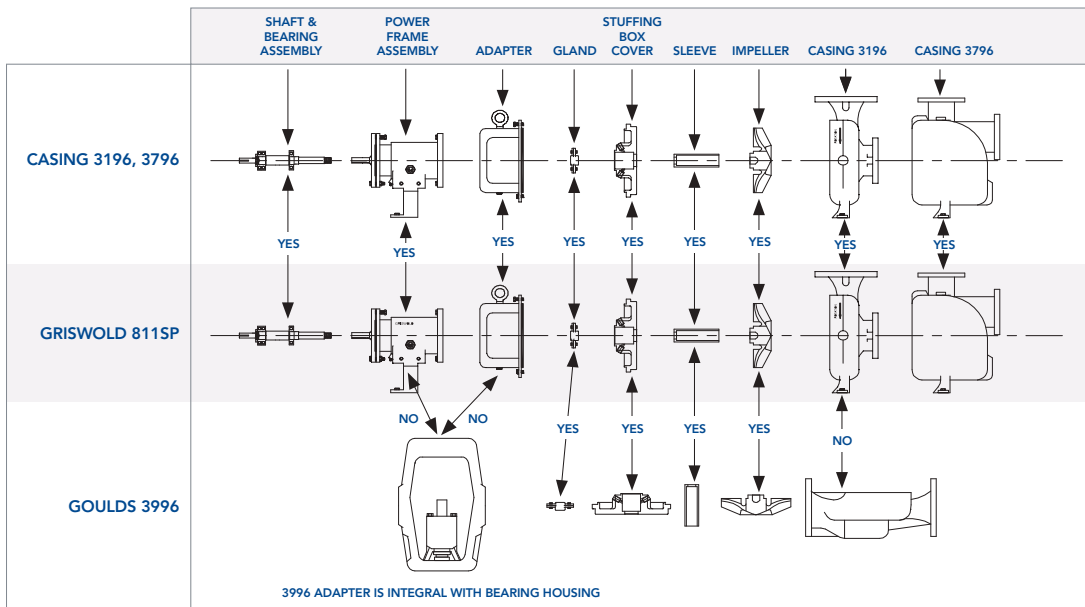 SHAFT &
BEARING
ASSEMBLY
POWER
FRAME
ASSEMBLY
ADAPTER
GLAND
STUFFING
BOX
COVER
SLEEVE
IMPELLER
CASING 3196
CASING 3796
CASING 3196, 3796
YES YES YES YES YES YES YES YES YES
GRISWOLD 811SP
NO NO YES YES YES YES NO
GOULDS 3996
3996 ADAPTER IS INTEGRAL WITH BEARING HOUSING